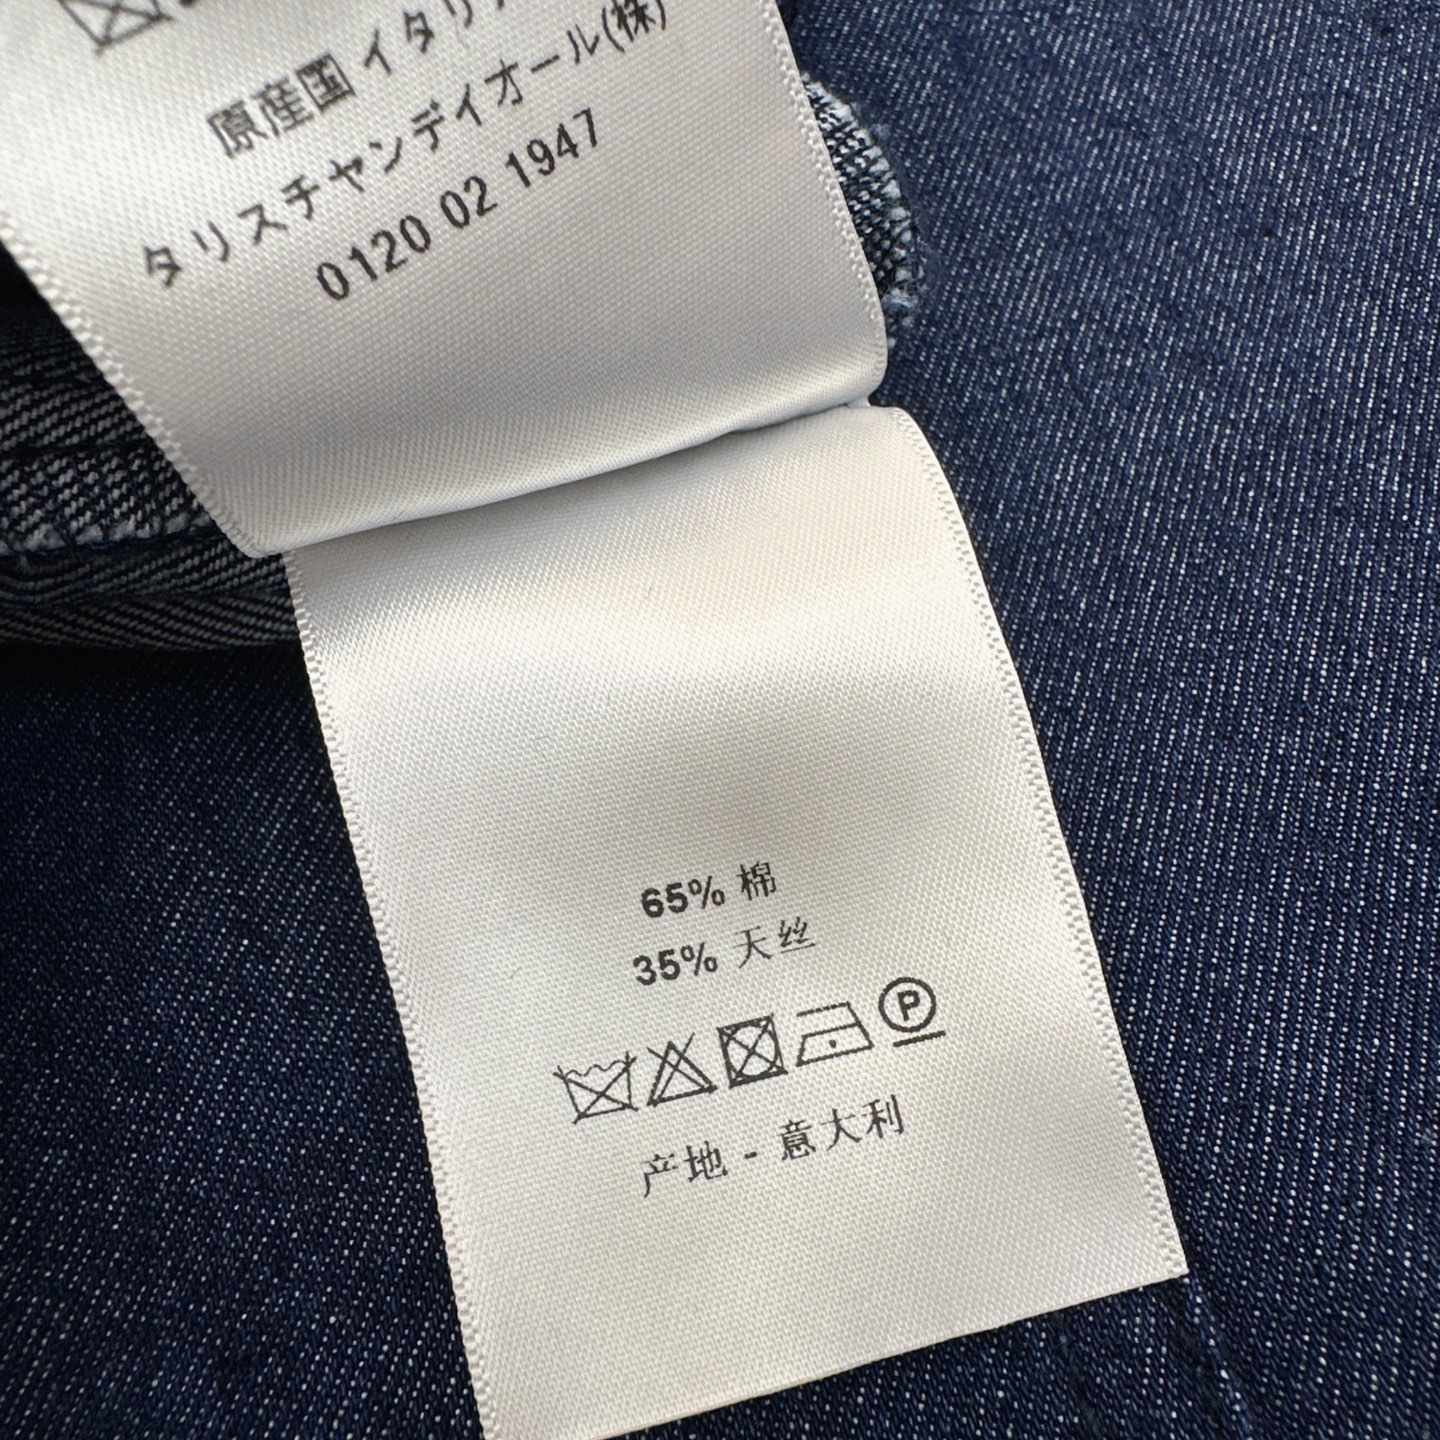 原産国 イタリ
タリスチャンディオール(株)
0120 02 1947
65% 棉
35% 天丝
P
产地 - 意大利